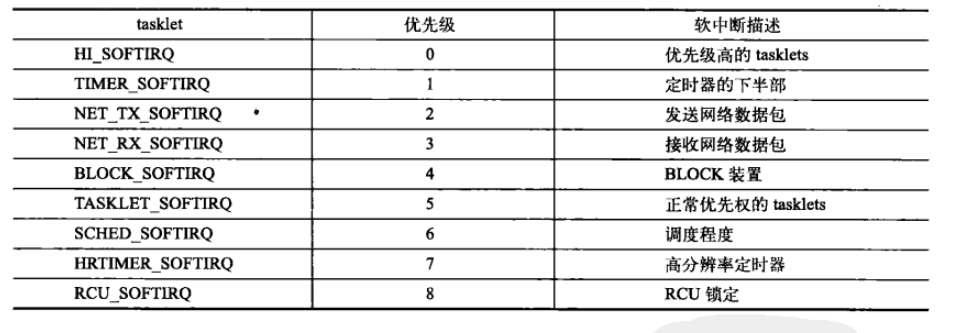 tasklet 优先级 软中断描述
HI_SOFTIRQ 0 优先级高的 tasklets
TIMER_SOFTIRQ 1 定时器的下半部
NET_TX_SOFTIRQ 2 发送网络数据包
NET_RX_SOFTIRQ 3 接收网络数据包
BLOCK_SOFTIRQ 4 BLOCK 装置
TASKLET_SOFTIRQ 5 正常优先权的 tasklets
SCHED_SOFTIRQ 6 调度程度
HRTIMER_SOFTIRQ 7 高分辨率定时器
RCU_SOFTIRQ 8 RCU 锁定